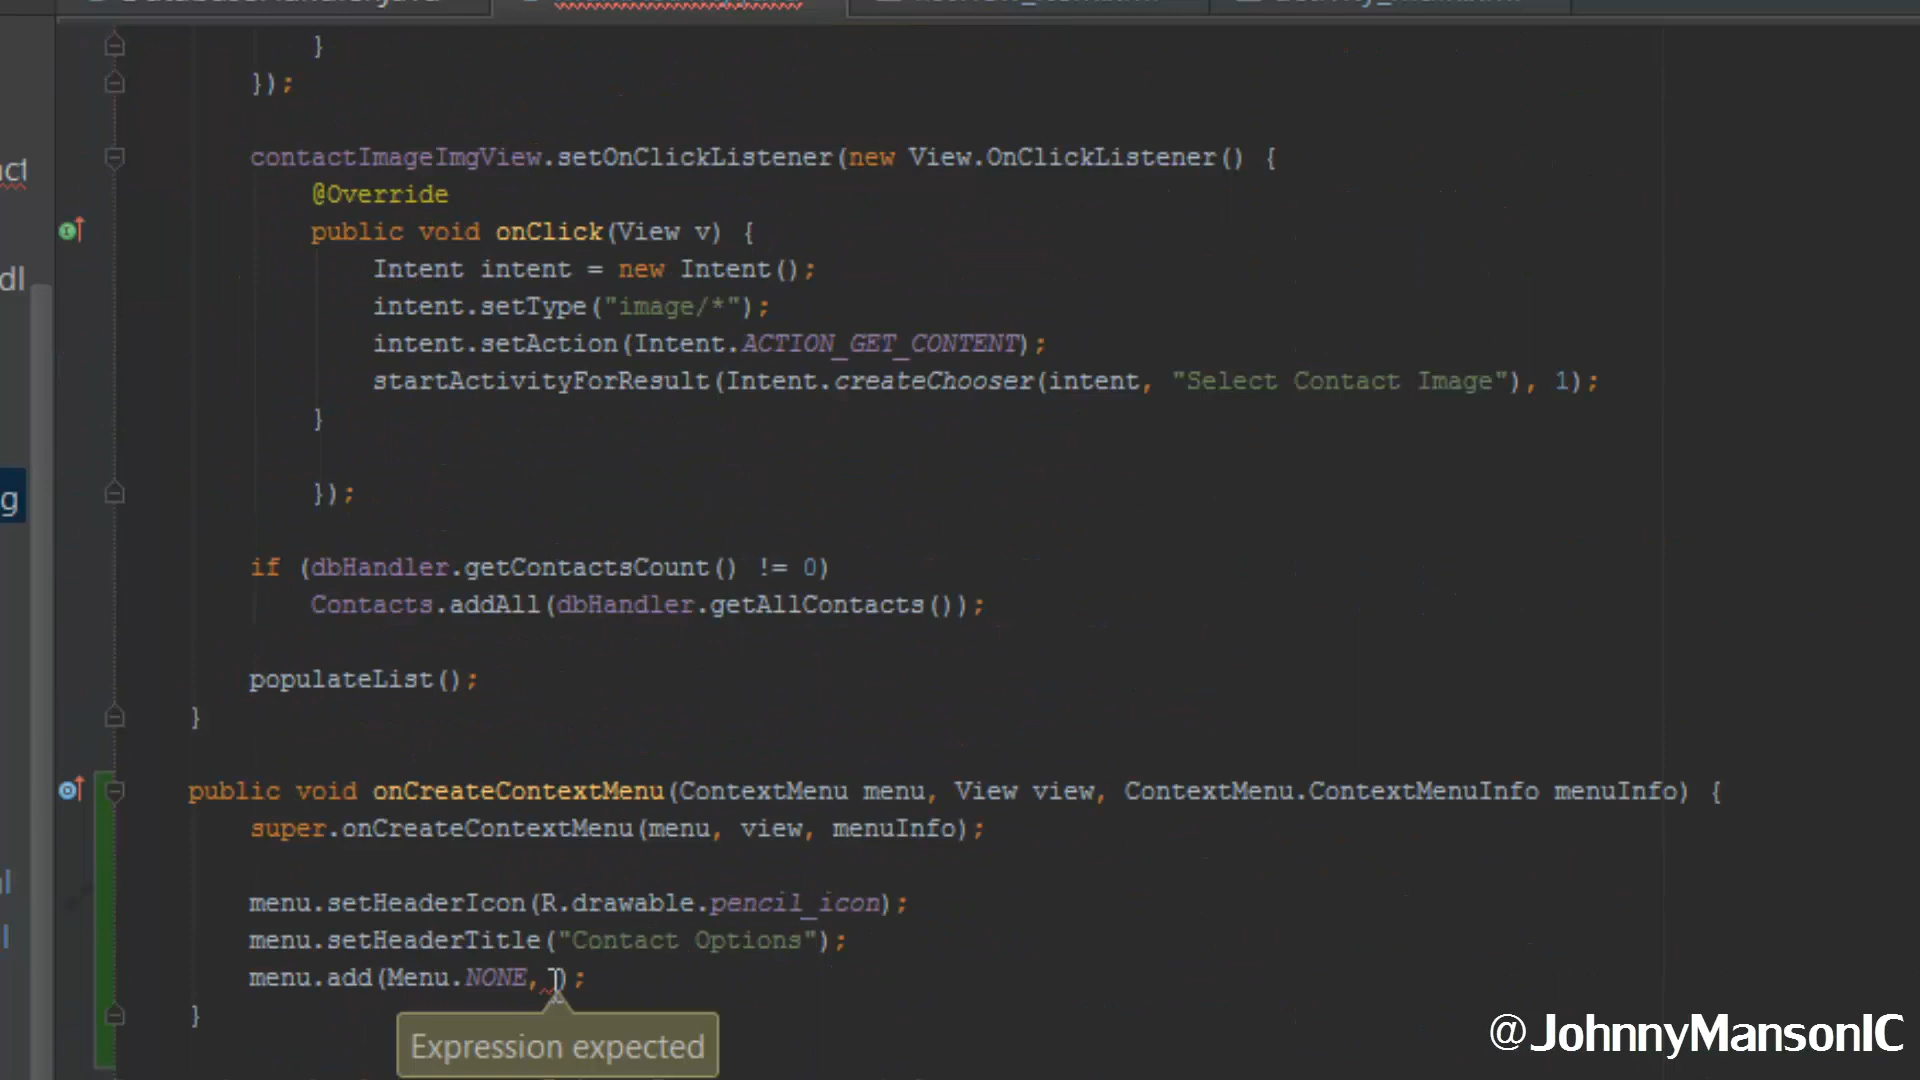 }
});
contactImageImgView.setOnClickListener(new View.OnClickListener() {
@Override
public void onClick(View v) {
Intent intent = new Intent();
intent.setType("image/*");
intent.setAction(Intent.ACTION_GET_CONTENT);
startActivityForResult(Intent.createChooser(intent, "Select Contact Image"), 1);
}
});
if (dbHandler.getContactsCount() != 0)
Contacts.addAll(dbHandler.getAllContacts());
populateList();
}
public void onCreateContextMenu(ContextMenu menu, View view, ContextMenu.ContextMenuInfo menuInfo) {
super.onCreateContextMenu(menu, view, menuInfo);
menu.setHeaderIcon(R.drawable.pencil_icon);
menu.setHeaderTitle("Contact Options");
menu.add(Menu.NONE, );
}
Expression expected
@JohnnyMansonIC